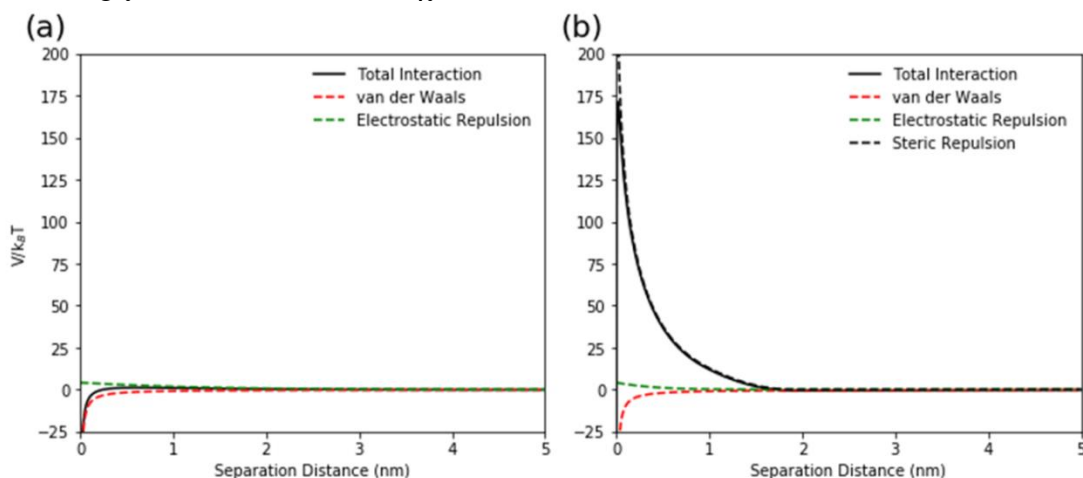 (a)
200
175
150
125
100
75
50
25
0
−25
V/kBT
Total Interaction
van der Waals
Electrostatic Repulsion
0 1 2 3 4 5
Separation Distance (nm)
(b)
200
175
150
125
100
75
50
25
0
−25
Total Interaction
van der Waals
Electrostatic Repulsion
Steric Repulsion
0 1 2 3 4 5
Separation Distance (nm)